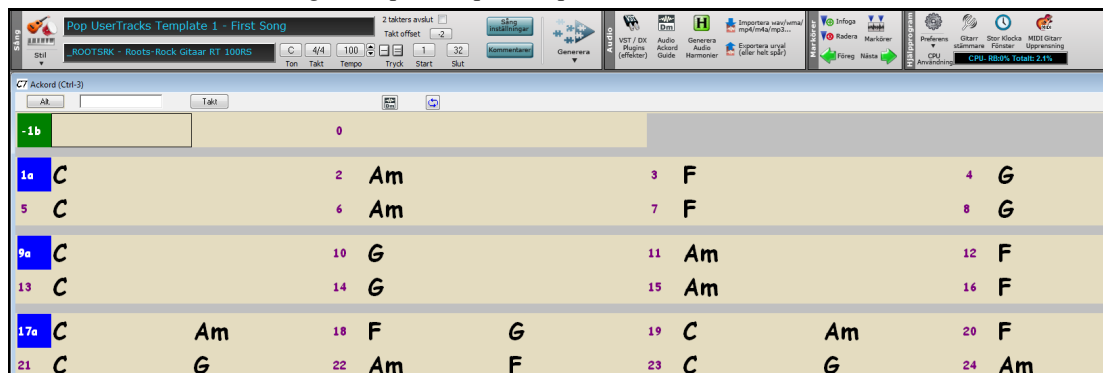 Sång
Stil
Pop UserTracks Template 1 - First Song
_ROOTSRK - Roots-Rock Gitaar RT 100RS
2 takters avslut
Takt offset -2
C 4/4 100 1 32
Ton Takt Tempo Tryck Start Slut
Sång inställningar
Kommentarer
Generera
Audio
VST / DX Plugins (effekter)
Audio Ackord Guide
Generera Audio Harmonier
Importera wav/wma/mp4/m4a/mp3...
Exportera urval (eller helt spår)
Markörer
Infoga
Radera
Markörer
Föreg Nästa
Hjälpprogram
Preferens
Gitarr stämmare
Stor Klocka Fönster
MIDI Gitarr Upprensning
CPU Användning
CPU- RB:0% Totalt: 2.1%
C7 Ackord (Ctrl-3)
Alt. Takt Dm
-1b 0
1a C 2 Am 3 F 4 G
5 C 6 Am 7 F 8 G
9a C 10 G 11 Am 12 F
13 C 14 G 15 Am 16 F
17a C Am 18 F G 19 C Am 20 F
21 C G 22 Am F 23 C G 24 Am